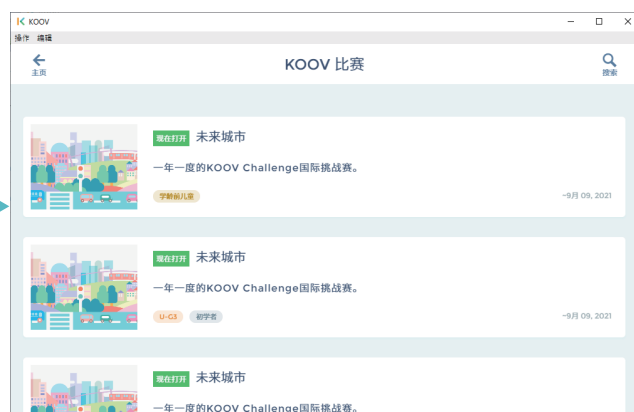 KOOV
操作 编辑
主页
KOOV 比赛
搜索
现在打开 未来城市
一年一度的KOOV Challenge国际挑战赛。
学龄前儿童
~9月 09, 2021
现在打开 未来城市
一年一度的KOOV Challenge国际挑战赛。
U-G3 初学者
~9月 09, 2021
现在打开 未来城市
一年一度的KOOV Challenge国际挑战赛。